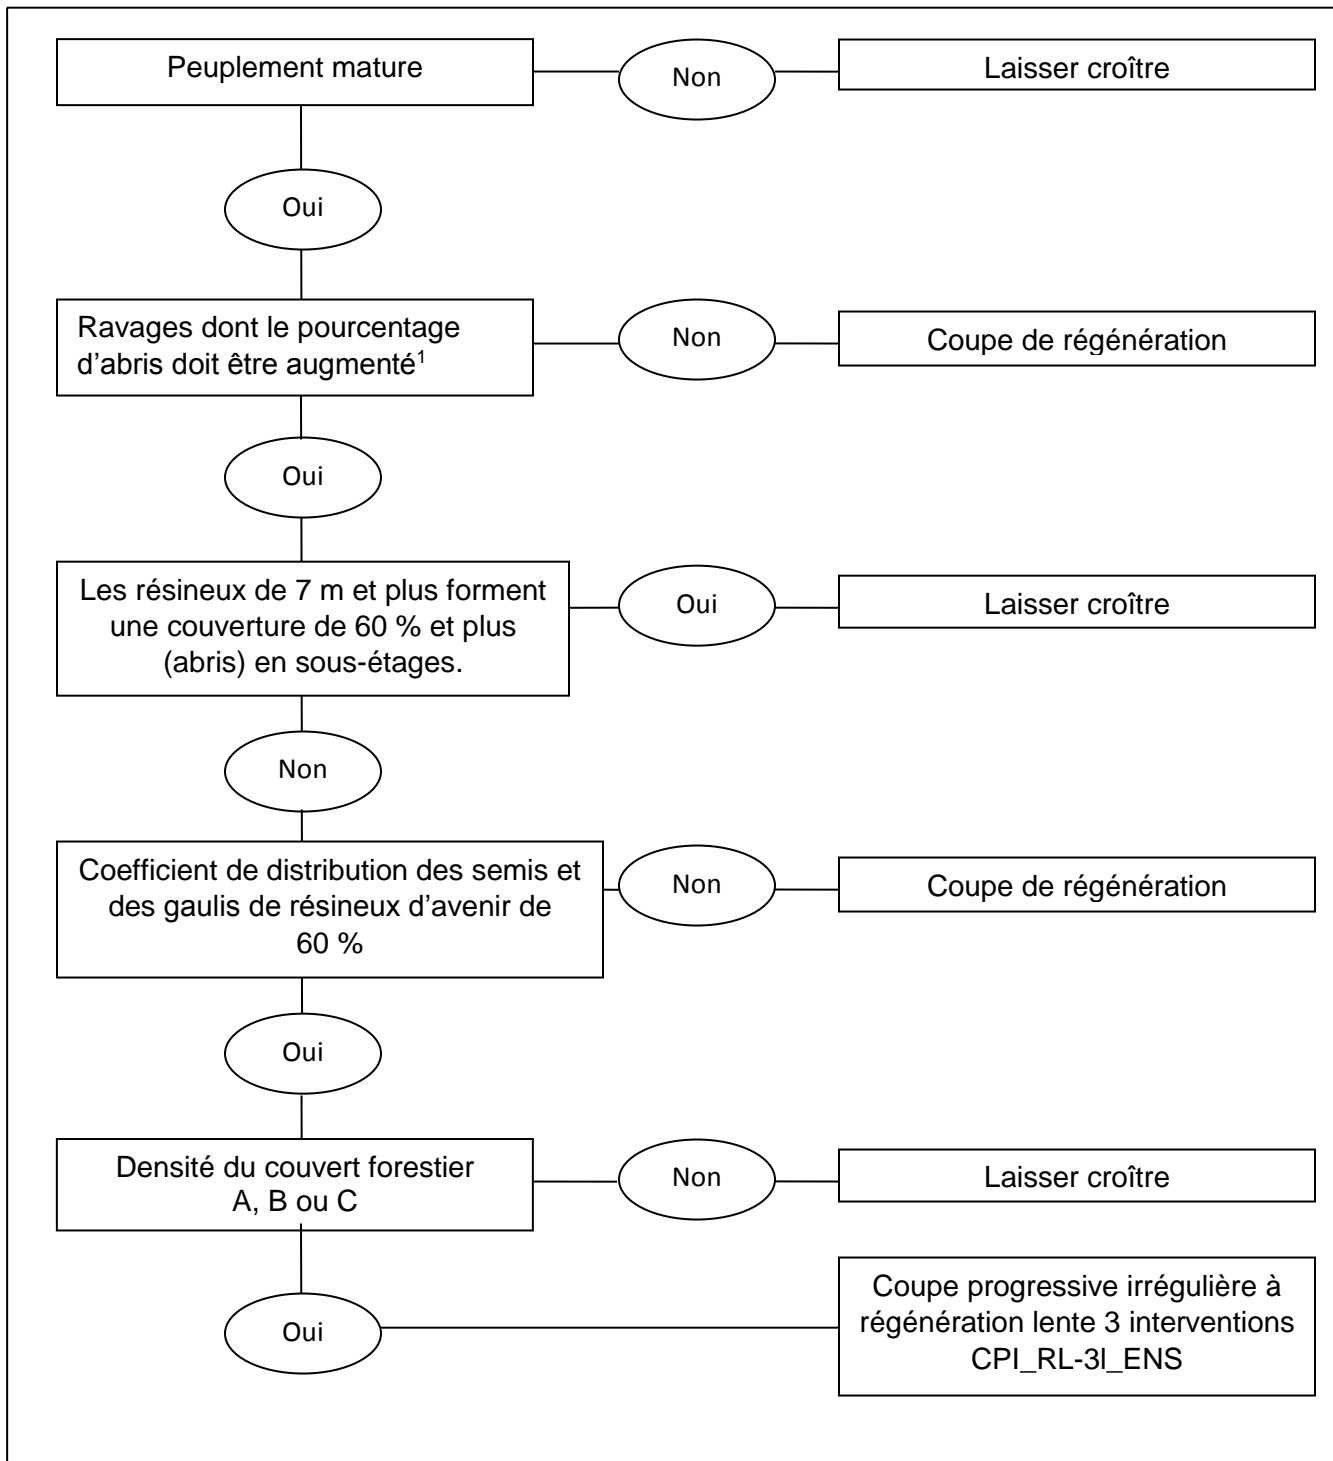 Peuplement mature
Non
Laisser croître
Oui
Ravages dont le pourcentage
d'abris doit être augmenté¹
Non
Coupe de régénération
Oui
Les résineux de 7 m et plus forment
une couverture de 60 % et plus
(abris) en sous-étages.
Oui
Laisser croître
Non
Coefficient de distribution des semis et
des gaulis de résineux d'avenir de
60 %
Non
Coupe de régénération
Oui
Densité du couvert forestier
A, B ou C
Non
Laisser croître
Oui
Coupe progressive irrégulière à
régénération lente 3 interventions
CPI_RL-3I_ENS